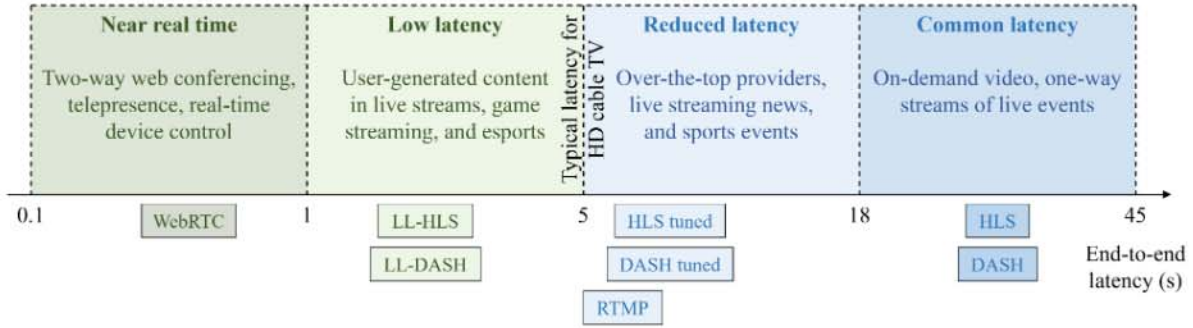 Near real time
Two-way web conferencing,
telepresence, real-time
device control
Low latency
User-generated content
in live streams, game
streaming, and esports
Typical latency for
HD cable TV
Reduced latency
Over-the-top providers,
live streaming news,
and sports events
Common latency
On-demand video, one-way
streams of live events
0.1
1
5
18
45
WebRTC
LL-HLS
LL-DASH
HLS tuned
DASH tuned
RTMP
HLS
DASH
End-to-end
latency (s)